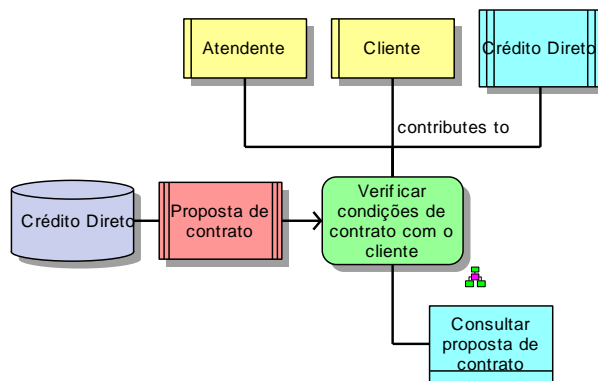 Atendente
Cliente
Crédito Direto
contributes to
Crédito Direto
Proposta de
contrato
Verificar
condições de
contrato com o
cliente
Consultar
proposta de
contrato